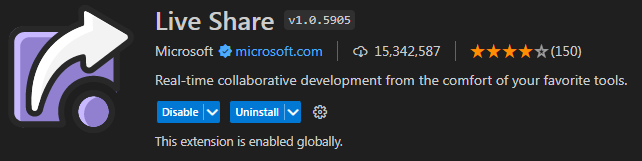 Live Share v1.0.5905
Microsoft microsoft.com 15,342,587 (150)
Real-time collaborative development from the comfort of your favorite tools.
Disable Uninstall
This extension is enabled globally.